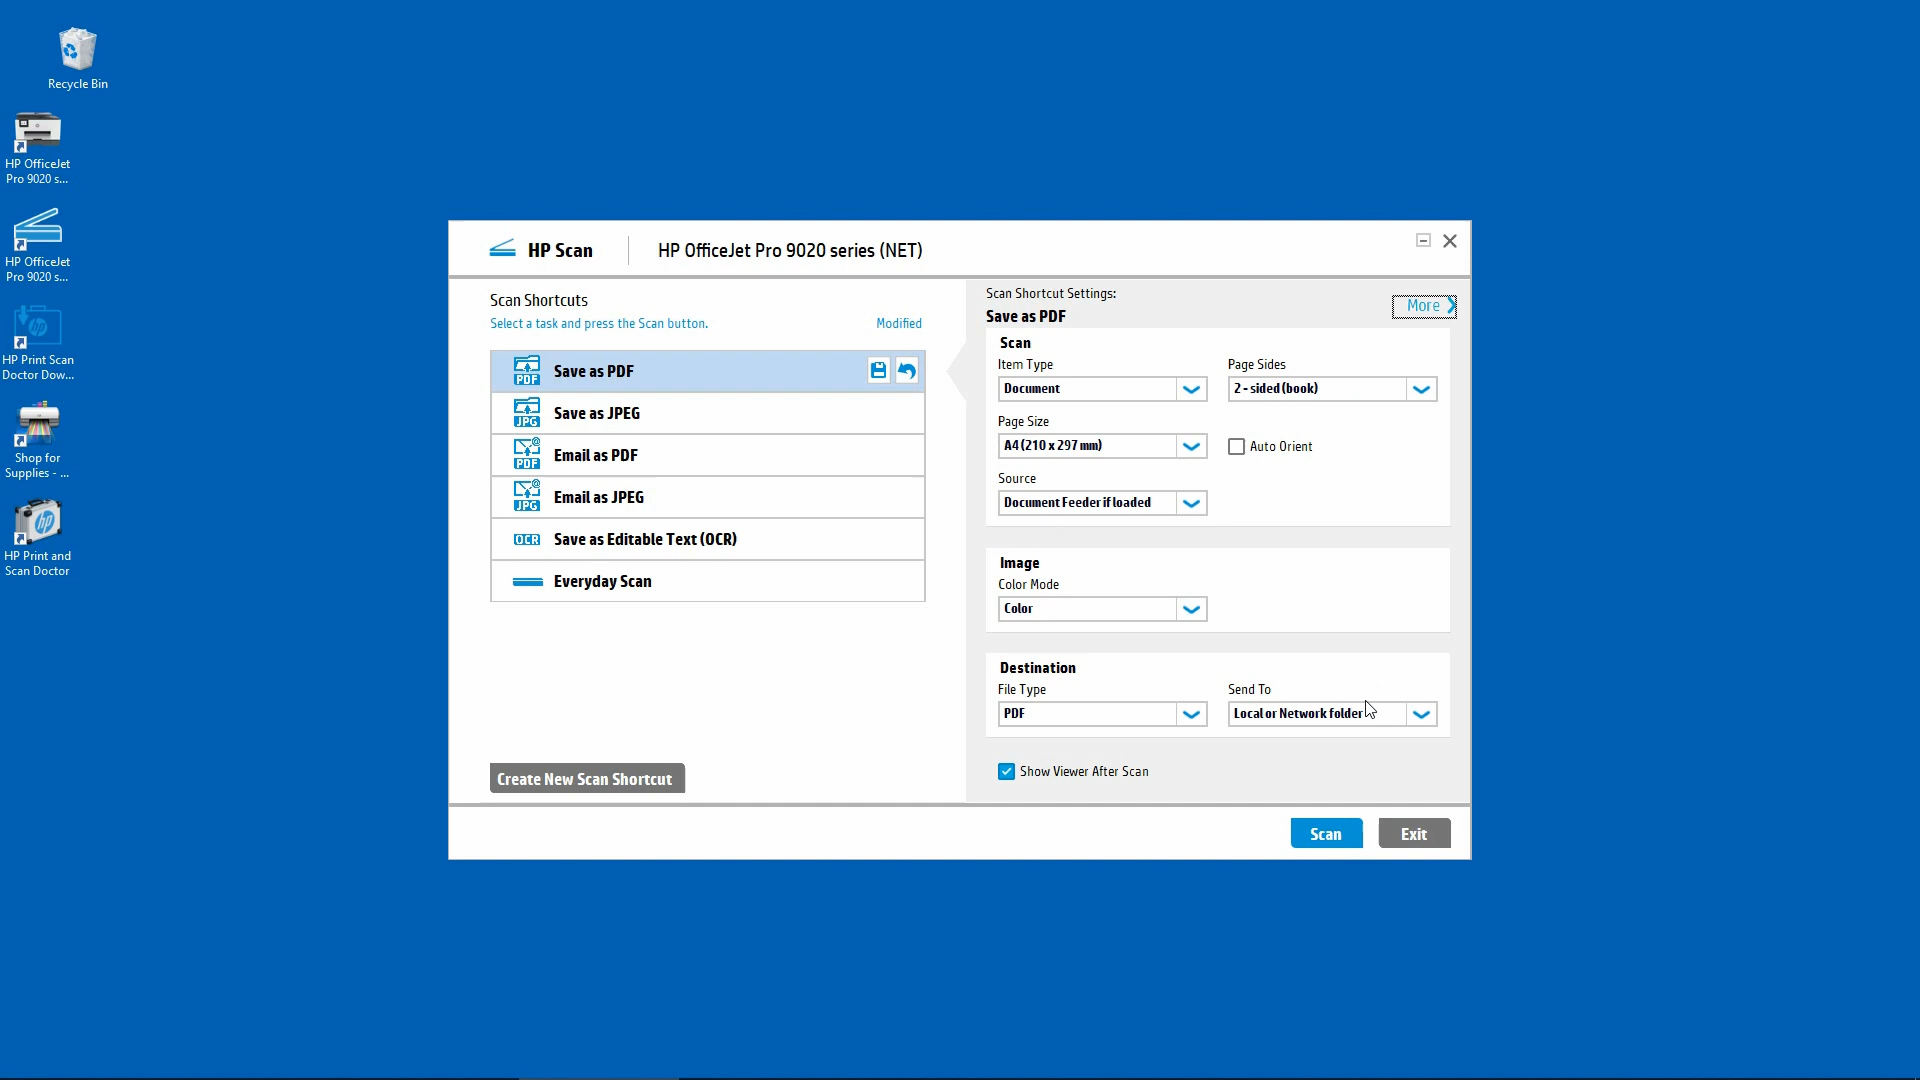 Recycle Bin
HP OfficeJet
Pro 9020 s...
HP OfficeJet
Pro 9020 s...
HP Print Scan
Doctor Dow...
Shop for
Supplies - ...
HP Print and
Scan Doctor
HP Scan
HP OfficeJet Pro 9020 series (NET)
Scan Shortcuts
Select a task and press the Scan button.
Modified
PDF
Save as PDF
JPG
Save as JPEG
PDF
Email as PDF
JPG
Email as JPEG
OCR
Save as Editable Text (OCR)
Everyday Scan
Create New Scan Shortcut
Scan Shortcut Settings:
More
Save as PDF
Scan
Item Type
Page Sides
Document
2 - sided (book)
Page Size
A4 (210 x 297 mm)
Auto Orient
Source
Document Feeder if loaded
Image
Color Mode
Color
Destination
File Type
Send To
PDF
Local or Network folder
Show Viewer After Scan
Scan
Exit